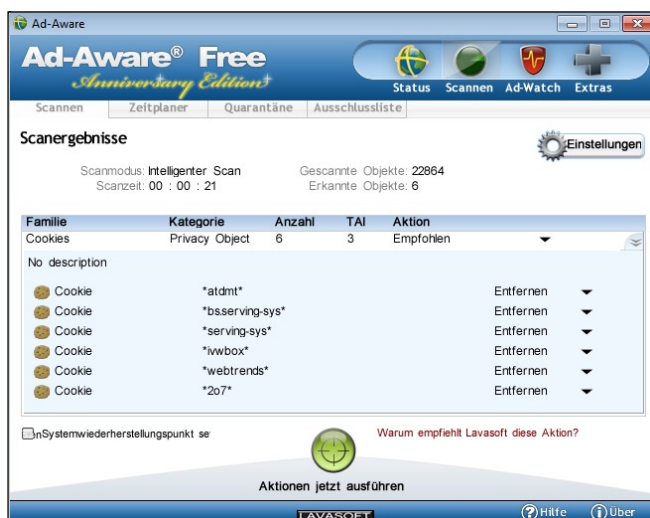 Ad-Aware
Ad-Aware® Free
Anniversary Edition
Status Scannen Ad-Watch Extras
Scannen Zeitplaner Quarantäne Ausschlussliste
Scanergebnisse
Einstellungen
Scanmodus: Intelligenter Scan Gescannte Objekte: 22864
Scanzeit: 00 : 00 : 21 Erkannte Objekte: 6
Familie Kategorie Anzahl TAI Aktion
Cookies Privacy Object 6 3 Empfohlen
No description
Cookie *atdmt* Entfernen
Cookie *bs.serving-sys* Entfernen
Cookie *serving-sys* Entfernen
Cookie *ivwbox* Entfernen
Cookie *webtrends* Entfernen
Cookie *2o7* Entfernen
nSystemwiederherstellungspunkt se Warum empfiehlt Lavasoft diese Aktion?
Aktionen jetzt ausführen
LAVASOFT Hilfe Über